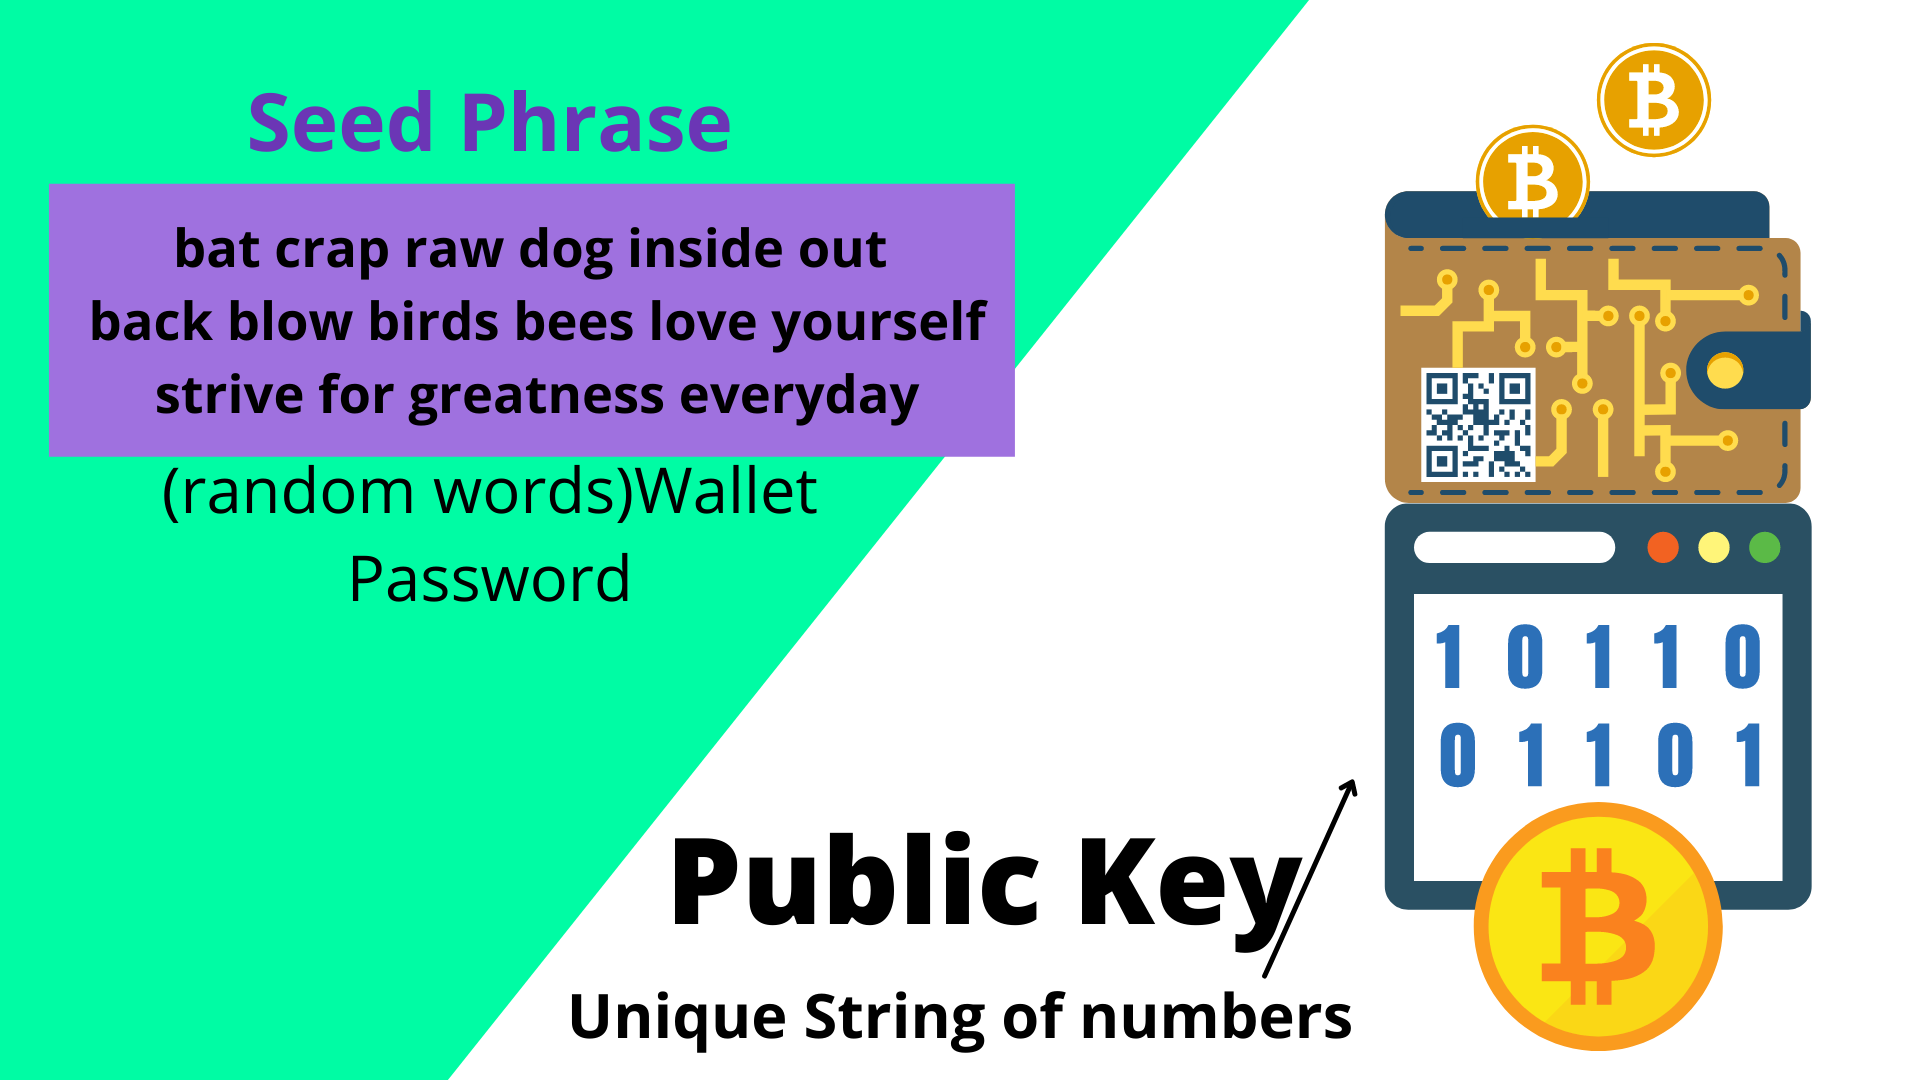 Seed Phrase
bat crap raw dog inside out
back blow birds bees love yourself
strive for greatness everyday
(random words)Wallet
Password
1 0 1 1 0
0 1 1 0 1
Public Key
Unique String of numbers